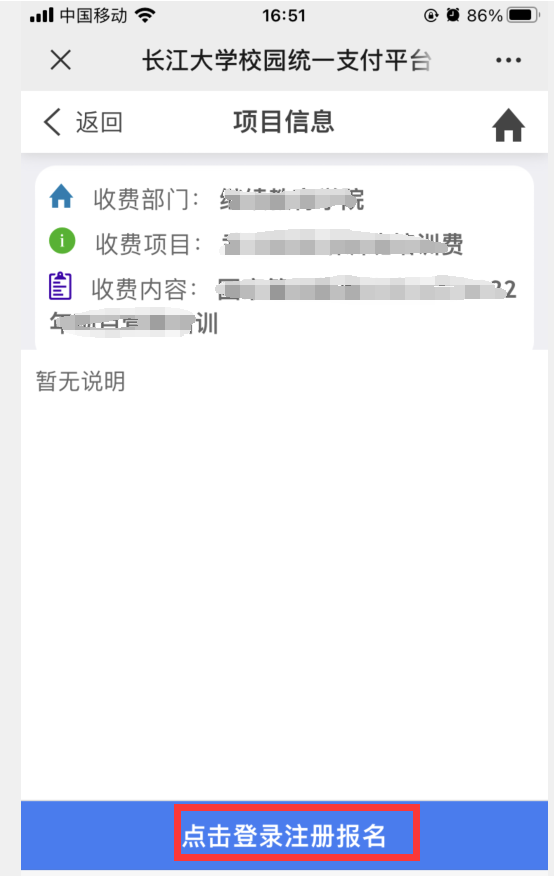 中国移动 16:51 86%
长江大学校园统一支付平台
返回 项目信息
收费部门： 院
收费项目： 训费
收费内容： 22
训
暂无说明
点击登录注册报名